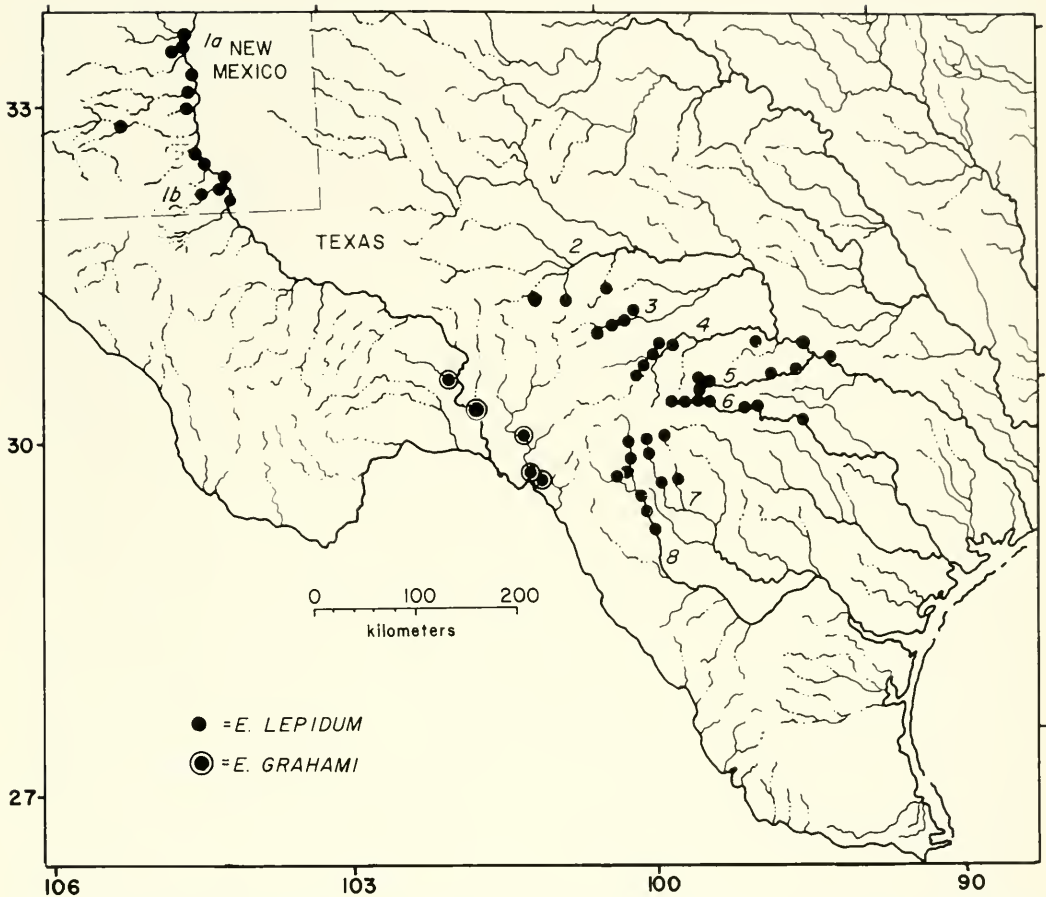 1a NEW
MEXICO
33
1b
TEXAS
2
3
4
5
6
30
7
8
0 100 200
kilometers
= E. LEPIDUM
= E. GRAHAMI
27
106 103 100 90